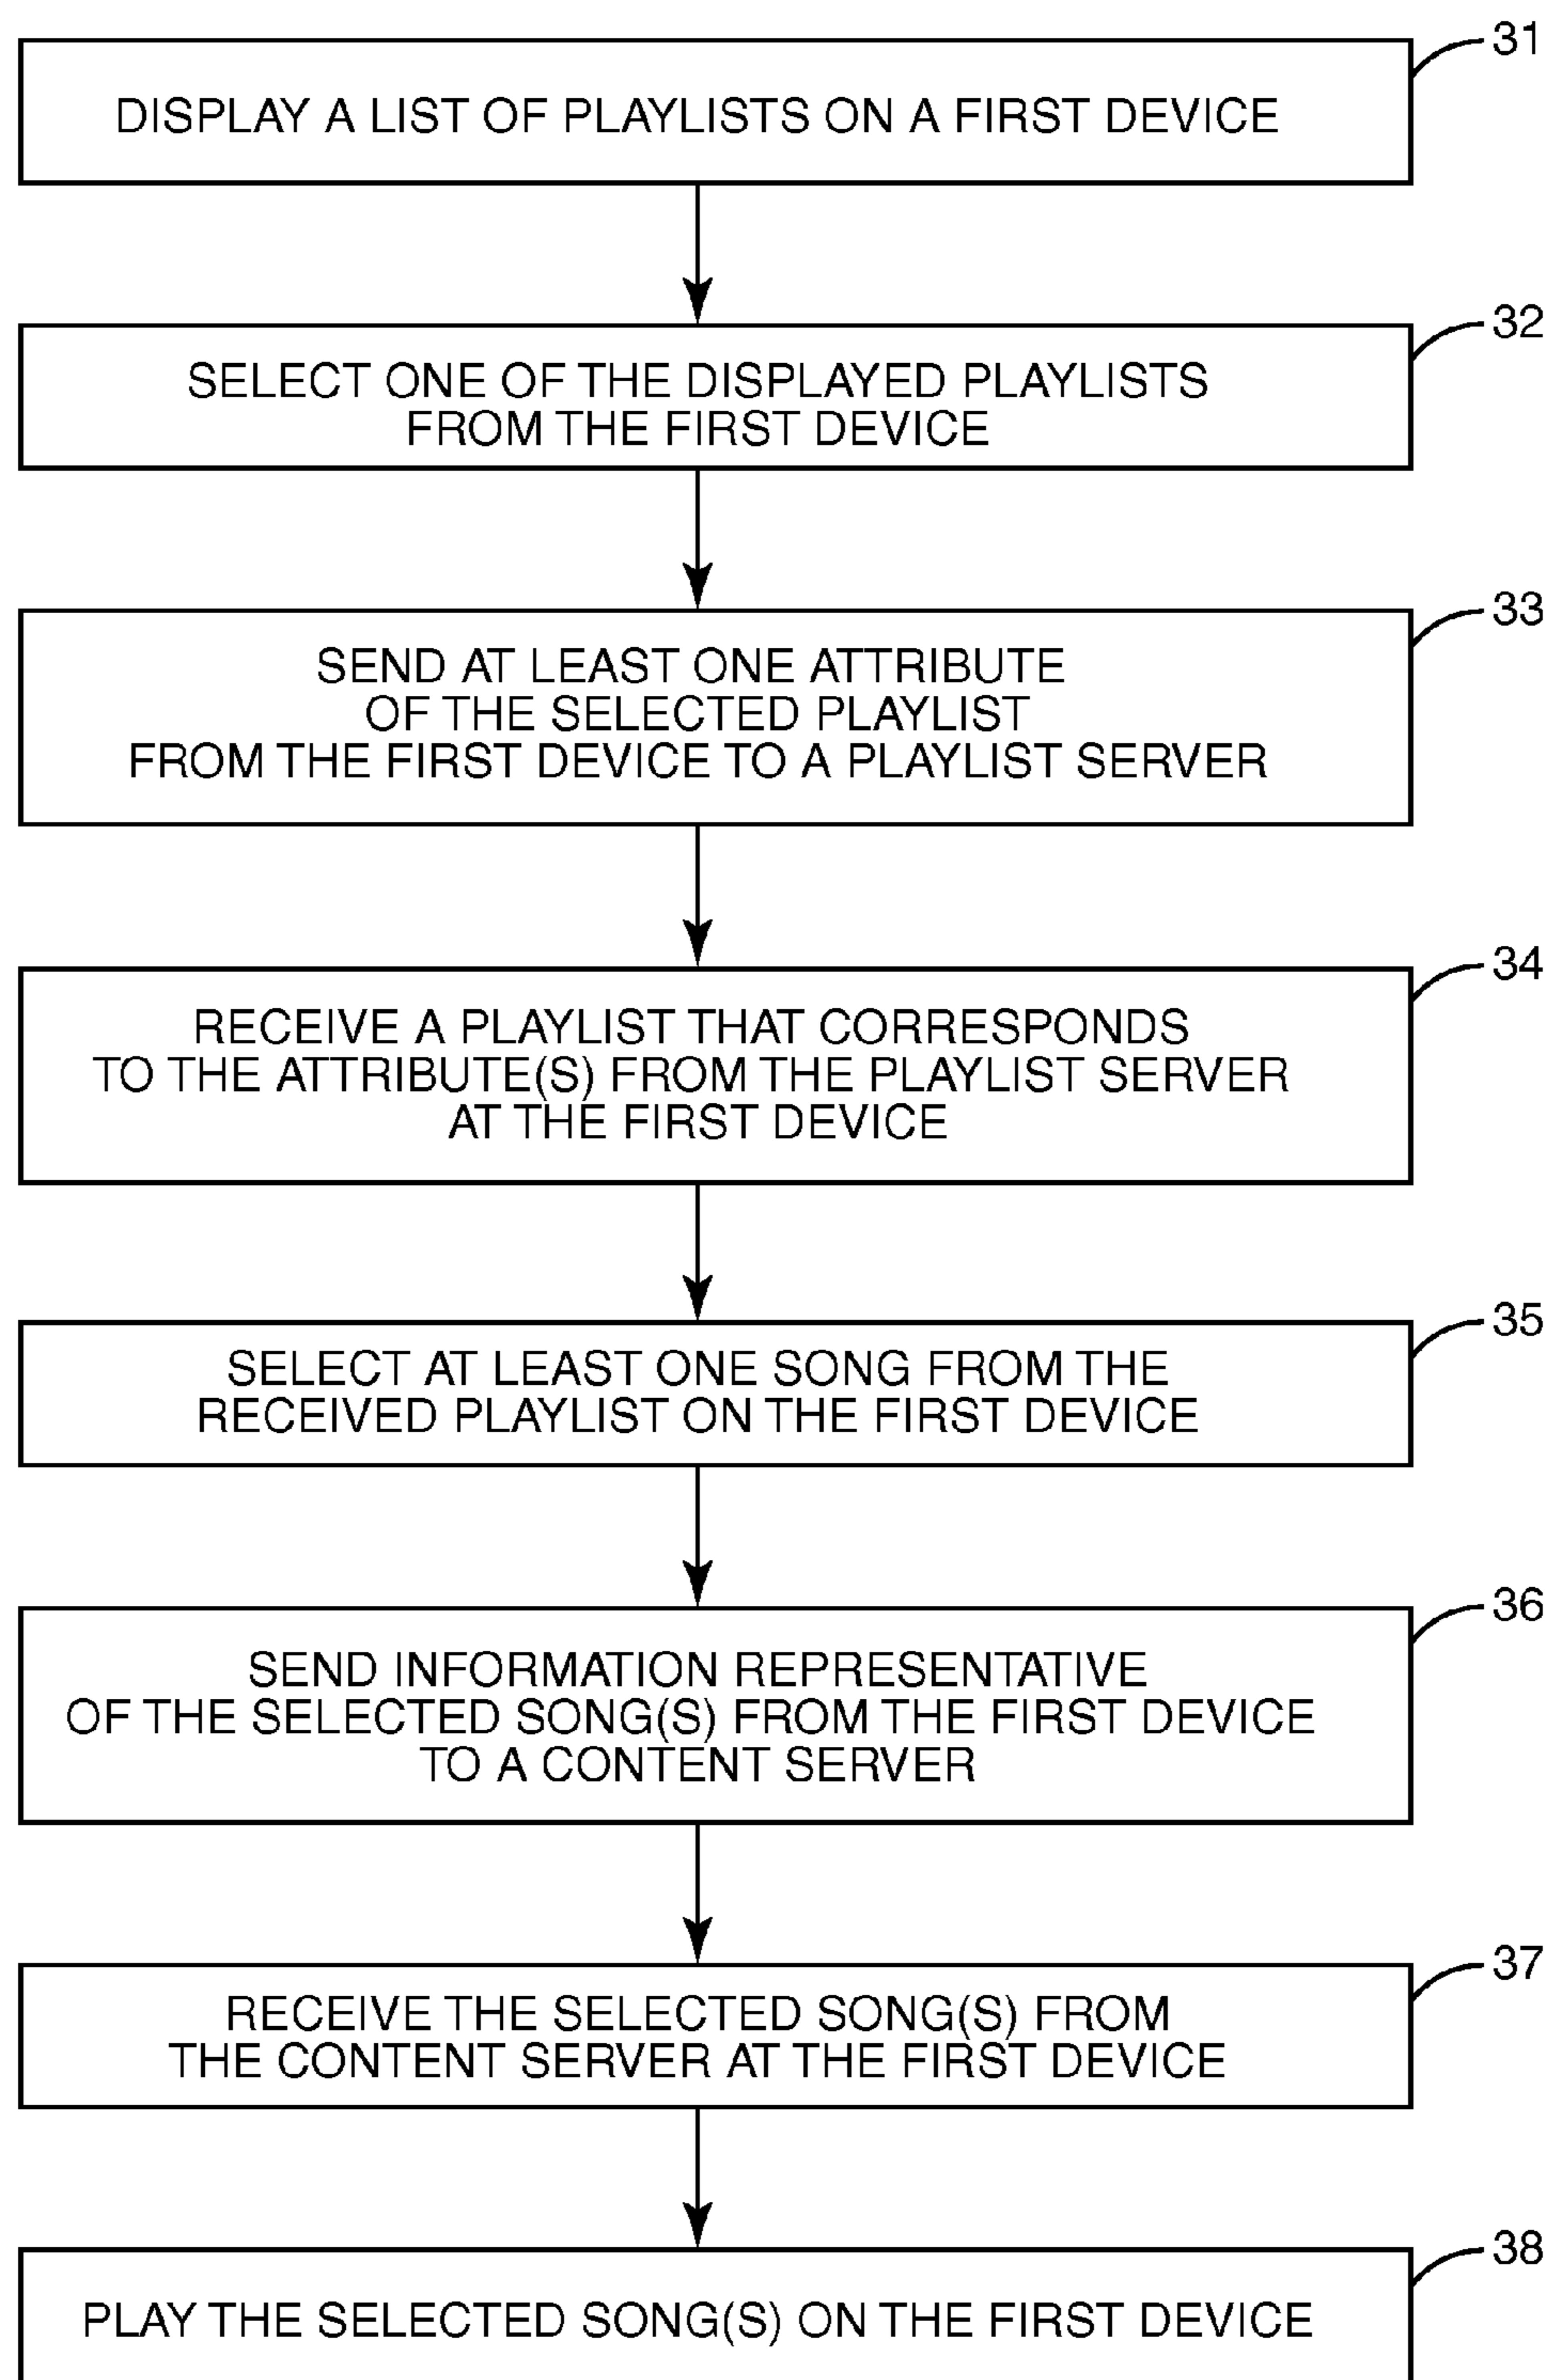 31
DISPLAY A LIST OF PLAYLISTS ON A FIRST DEVICE
32
SELECT ONE OF THE DISPLAYED PLAYLISTS
FROM THE FIRST DEVICE
33
SEND AT LEAST ONE ATTRIBUTE
OF THE SELECTED PLAYLIST
FROM THE FIRST DEVICE TO A PLAYLIST SERVER
34
RECEIVE A PLAYLIST THAT CORRESPONDS
TO THE ATTRIBUTE(S) FROM THE PLAYLIST SERVER
AT THE FIRST DEVICE
35
SELECT AT LEAST ONE SONG FROM THE
RECEIVED PLAYLIST ON THE FIRST DEVICE
36
SEND INFORMATION REPRESENTATIVE
OF THE SELECTED SONG(S) FROM THE FIRST DEVICE
TO A CONTENT SERVER
37
RECEIVE THE SELECTED SONG(S) FROM
THE CONTENT SERVER AT THE FIRST DEVICE
38
PLAY THE SELECTED SONG(S) ON THE FIRST DEVICE